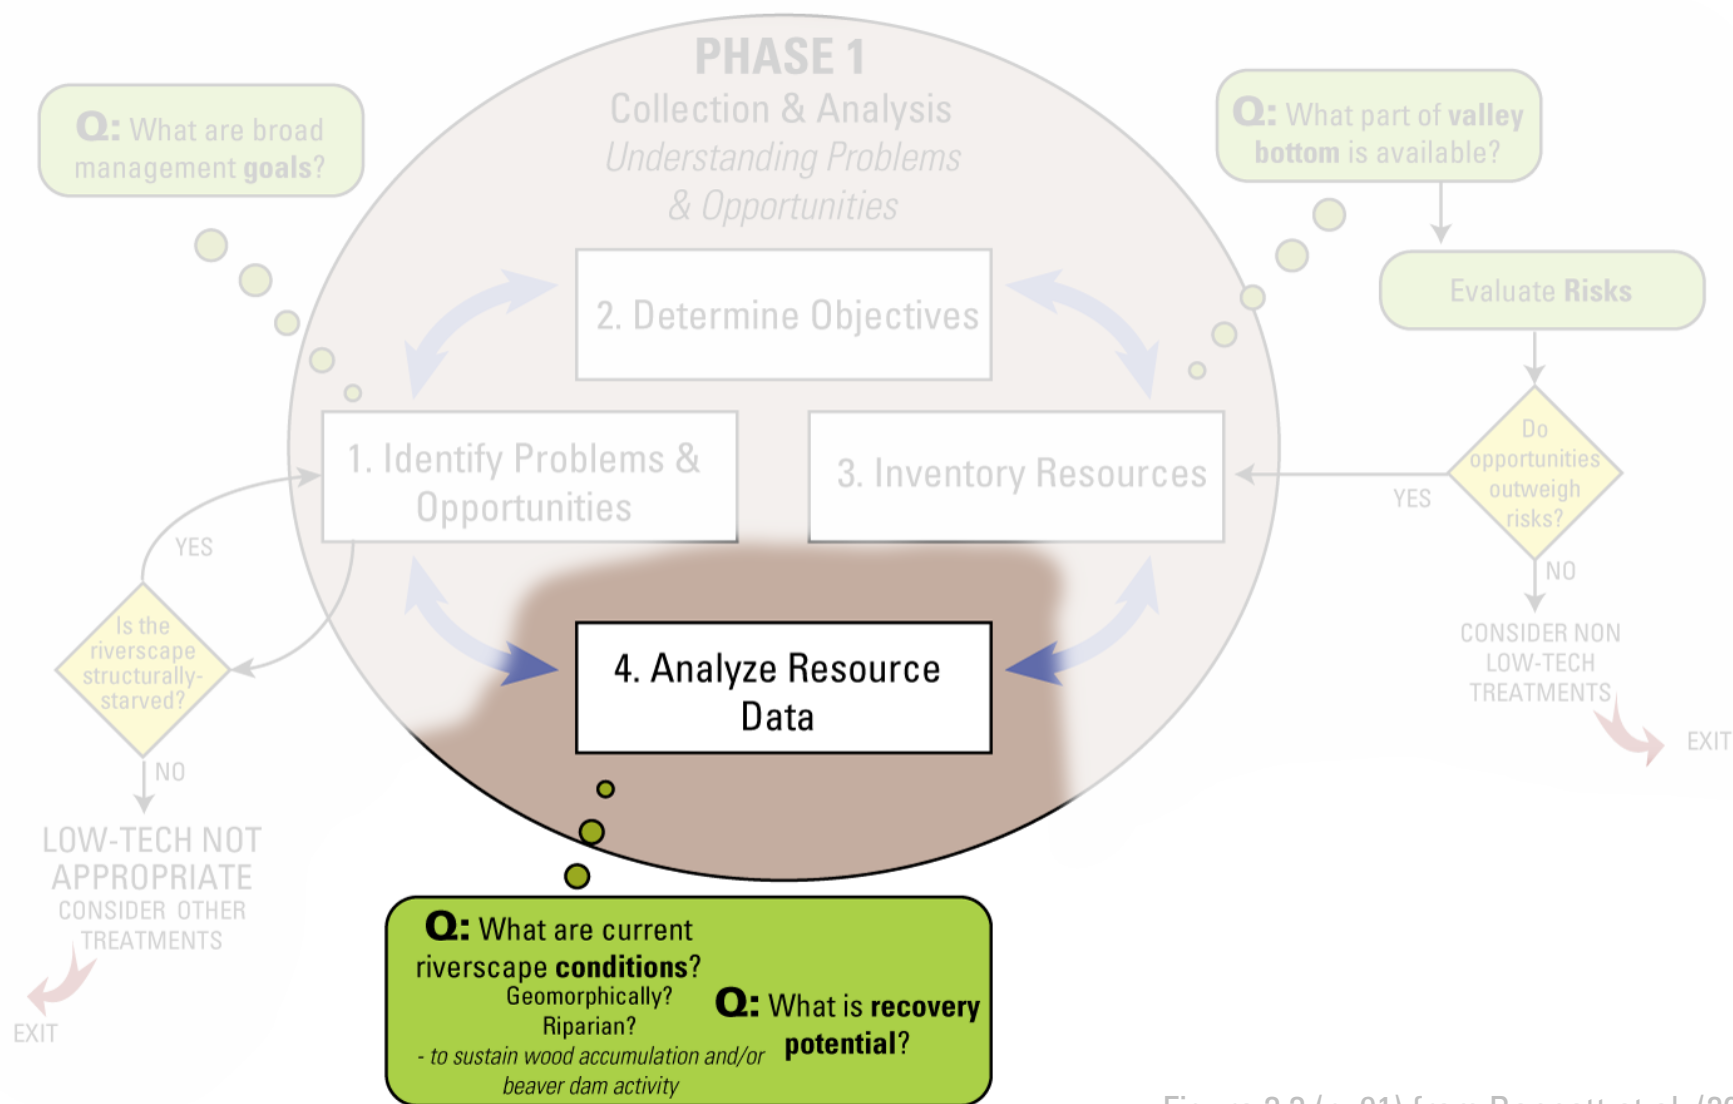 PHASE 1
Collection & Analysis
Understanding Problems
& Opportunities
Q: What are broad
management goals?
Q: What part of valley
bottom is available?
Evaluate Risks
2. Determine Objectives
1. Identify Problems &
Opportunities
3. Inventory Resources
Do
opportunities
outweigh
risks?
YES
NO
CONSIDER NON
LOW-TECH
TREATMENTS
EXIT
YES
Is the
riverscape
structurally-
starved?
NO
LOW-TECH NOT
APPROPRIATE
CONSIDER OTHER
TREATMENTS
EXIT
4. Analyze Resource
Data
Q: What are current
riverscape conditions?
Geomorphically?
Riparian?
- to sustain wood accumulation and/or
beaver dam activity
Q: What is recovery
potential?
from Bennett et al.